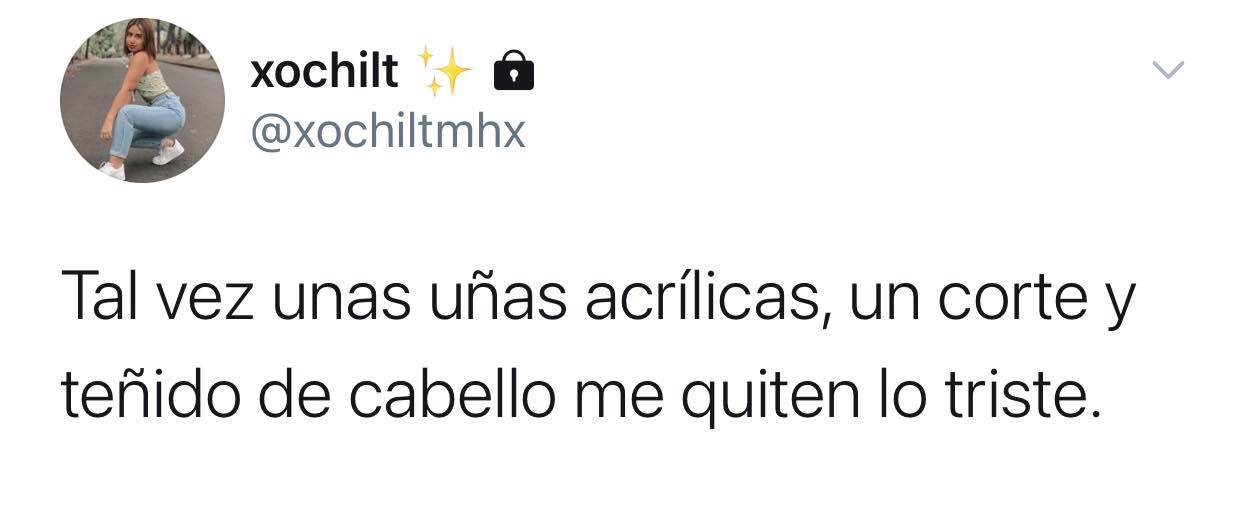 xochilt ✨ 🔒
@xochiltmhx
Tal vez unas uñas acrílicas, un corte y
teñido de cabello me quiten lo triste.